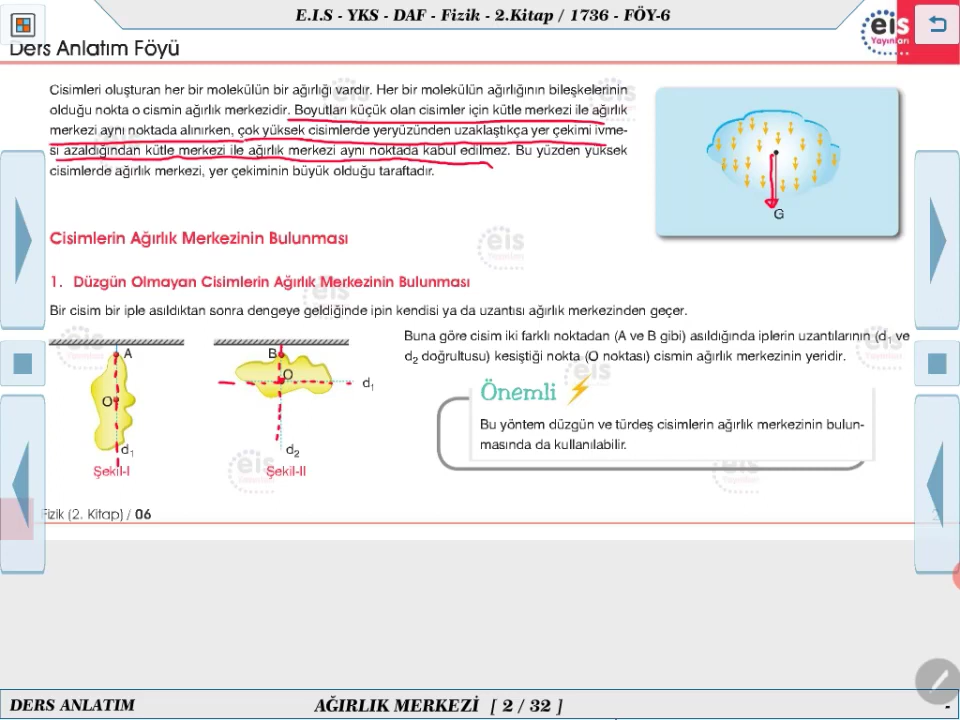 E.I.S - YKS - DAF - Fizik - 2.Kitap / 1736 - FÖY-6
eis
Yayınları
Ders Anlatım Föyü
Cisimleri oluşturan her bir molekülün bir ağırlığı vardır. Her bir molekülün ağırlığının bileşkelerinin
olduğu nokta o cismin ağırlık merkezidir. Boyutları küçük olan cisimler için kütle merkezi ile ağırlık
merkezi aynı noktada alınırken, çok yüksek cisimlerde yeryüzünden uzaklaştıkça yer çekimi ivme-
si azaldığından kütle merkezi ile ağırlık merkezi aynı noktada kabul edilmez. Bu yüzden yüksek
cisimlerde ağırlık merkezi, yer çekiminin büyük olduğu taraftadır.
G
Cisimlerin Ağırlık Merkezinin Bulunması
1. Düzgün Olmayan Cisimlerin Ağırlık Merkezinin Bulunması
Bir cisim bir iple asıldıktan sonra dengeye geldiğinde ipin kendisi ya da uzantısı ağırlık merkezinden geçer.
Buna göre cisim iki farklı noktadan (A ve B gibi) asıldığında iplerin uzantılarının (d1 ve
d2 doğrultusu) kesiştiği nokta (O noktası) cismin ağırlık merkezinin yeridir.
A
O
d1
Şekil-I
B
O
d1
d2
Şekil-II
Önemli
Bu yöntem düzgün ve türdeş cisimlerin ağırlık merkezinin bulun-
masında da kullanılabilir.
Fizik (2. Kitap) / 06
2
DERS ANLATIM
AĞIRLIK MERKEZİ [ 2 / 32 ]
-